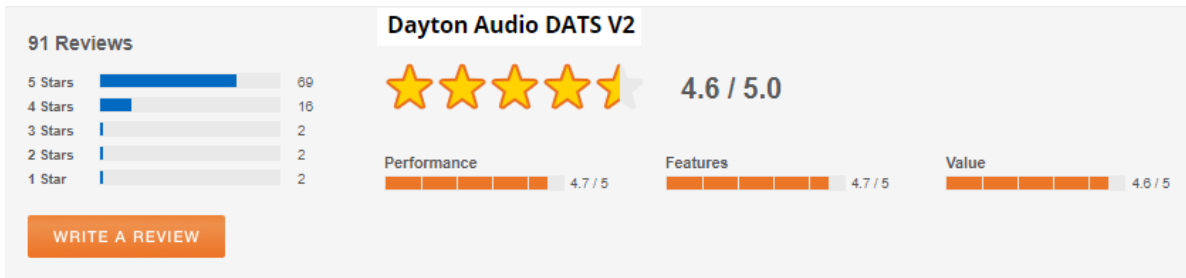 Dayton Audio DATS V2
91 Reviews
5 Stars 69
4 Stars 16
3 Stars 2
2 Stars 2
1 Star 2
WRITE A REVIEW
4.6 / 5.0
Performance
4.7 / 5
Features
4.7 / 5
Value
4.6 / 5